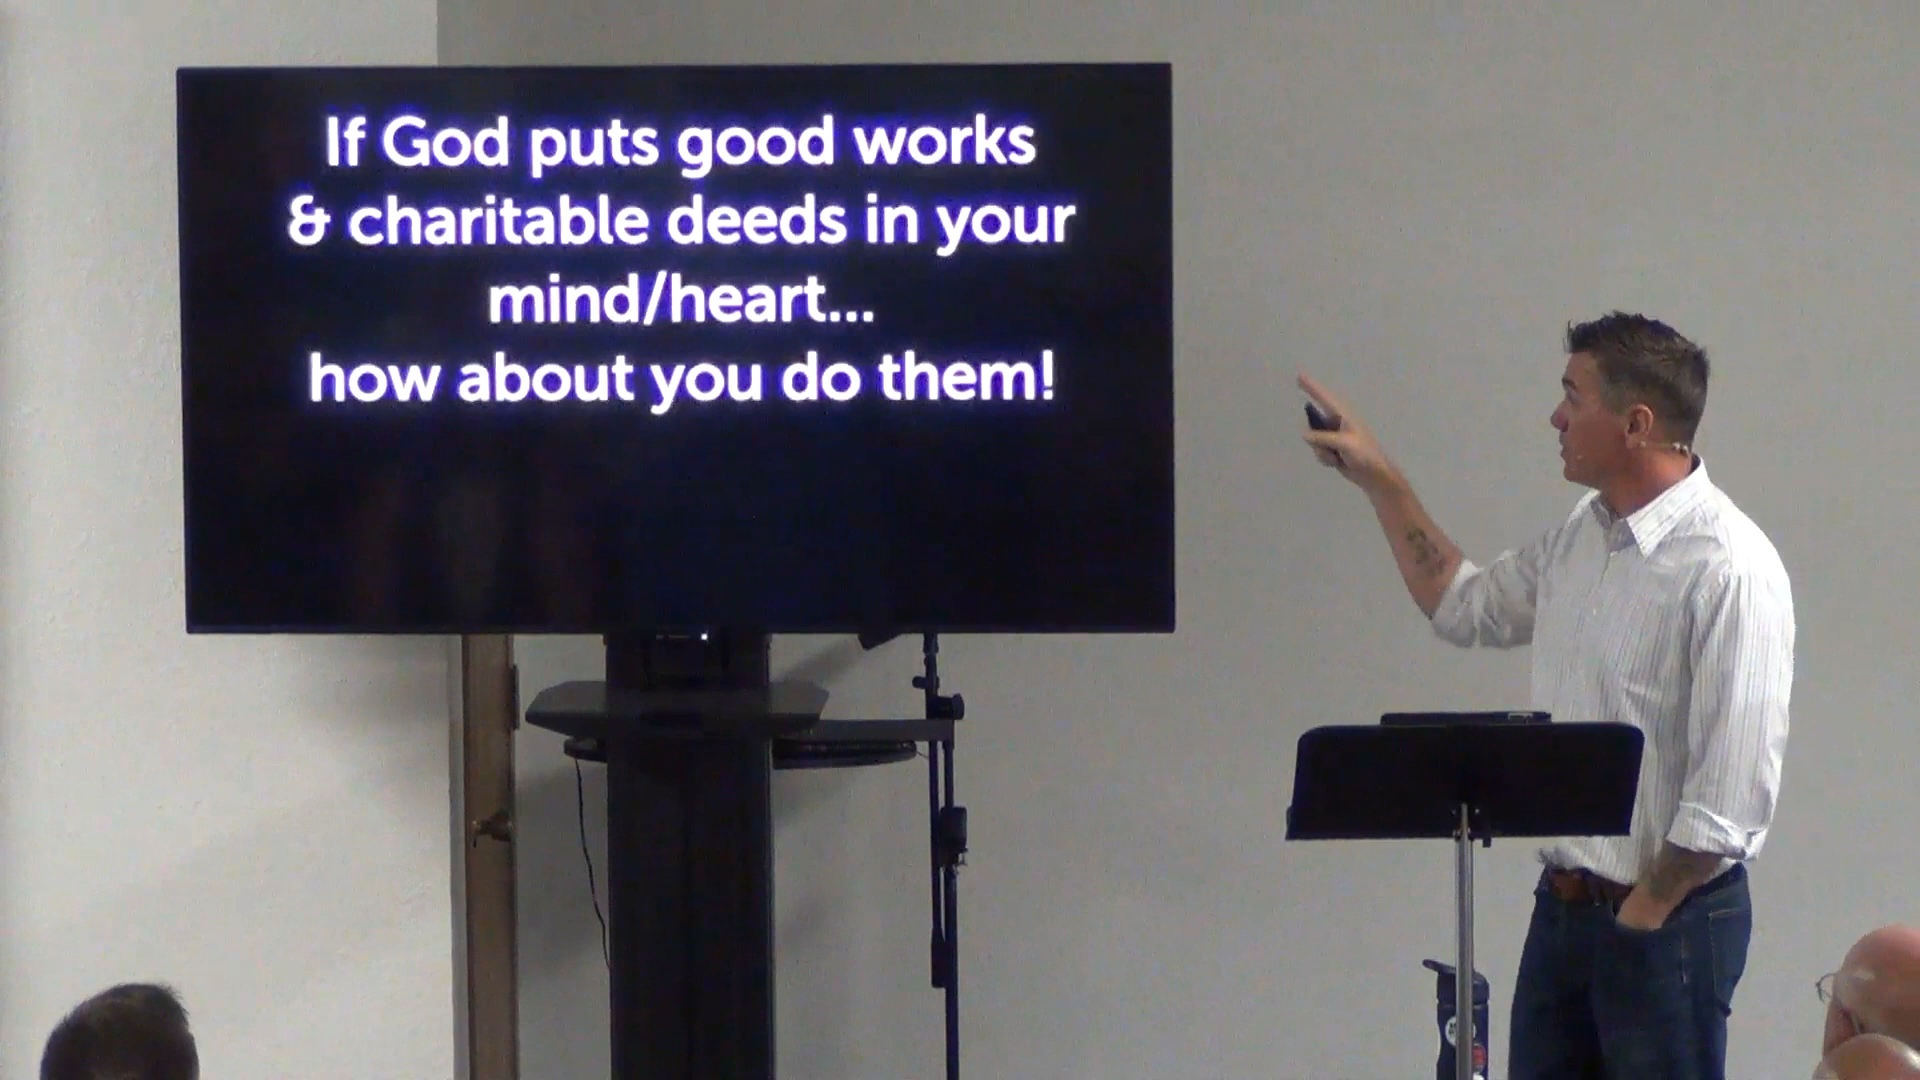 If God puts good works
& charitable deeds in your
mind/heart...
how about you do them!